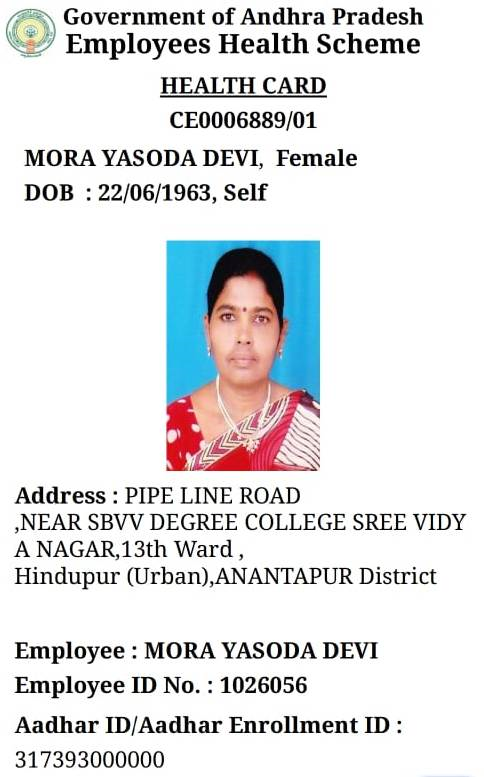 Government of Andhra Pradesh
Employees Health Scheme
HEALTH CARD
CE0006889/01
MORA YASODA DEVI, Female
DOB : 22/06/1963, Self
Address : PIPE LINE ROAD
,NEAR SBVV DEGREE COLLEGE SREE VIDY
A NAGAR,13th Ward ,
Hindupur (Urban),ANANTAPUR District
Employee : MORA YASODA DEVI
Employee ID No. : 1026056
Aadhar ID/Aadhar Enrollment ID :
317393000000